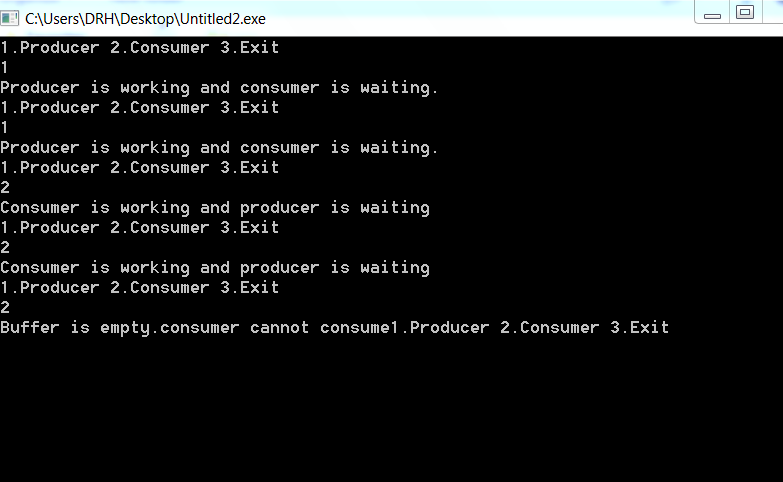 C:\Users\DRH\Desktop\Untitled2.exe
1.Producer 2.Consumer 3.Exit
1
Producer is working and consumer is waiting.
1.Producer 2.Consumer 3.Exit
1
Producer is working and consumer is waiting.
1.Producer 2.Consumer 3.Exit
2
Consumer is working and producer is waiting
1.Producer 2.Consumer 3.Exit
2
Consumer is working and producer is waiting
1.Producer 2.Consumer 3.Exit
2
Buffer is empty.consumer cannot consume1.Producer 2.Consumer 3.Exit